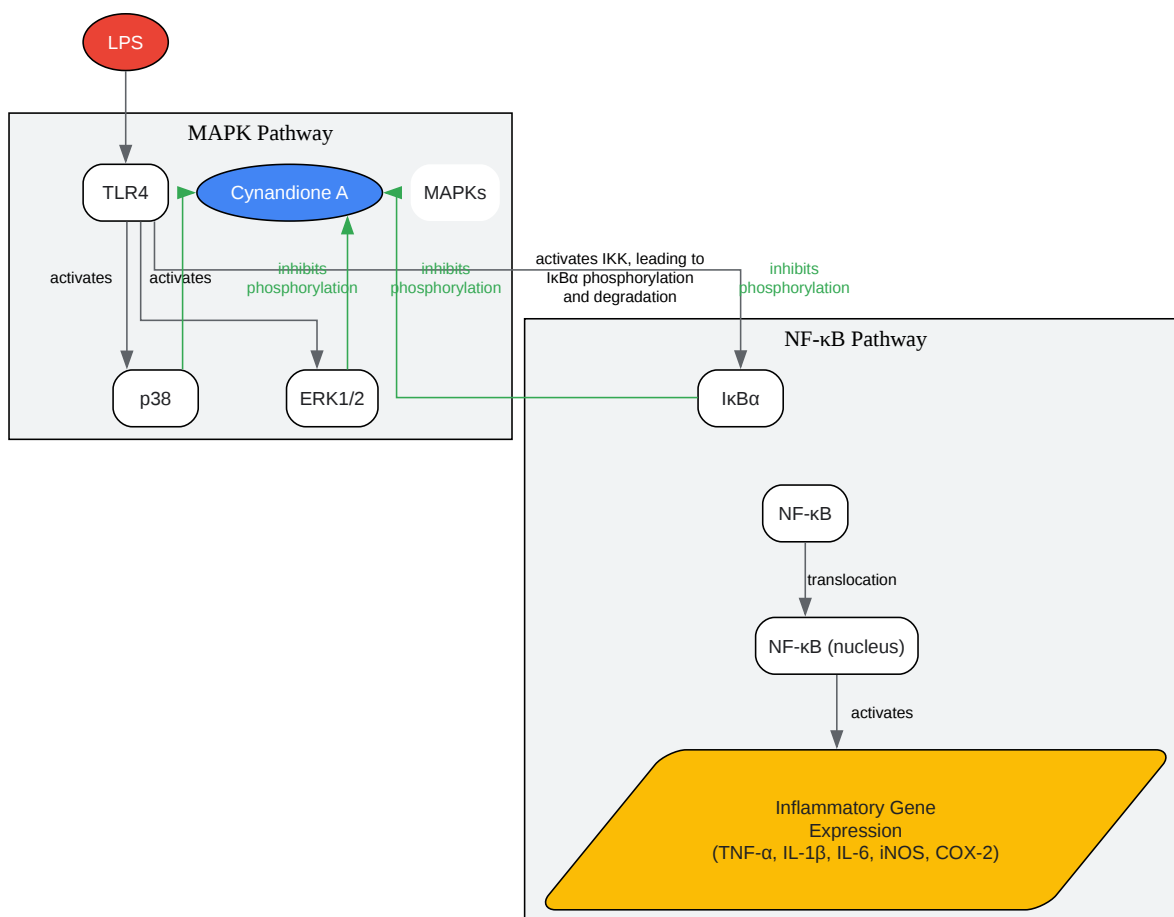 LPS
MAPK Pathway
TLR4
Cynandione A
MAPKs
activates
activates
inhibits
phosphorylation
inhibits
phosphorylation
activates IKK, leading to
IκBα phosphorylation
and degradation
inhibits
phosphorylation
NF-κB Pathway
p38
ERK1/2
IκBα
NF-κB
translocation
NF-κB (nucleus)
activates
Inflammatory Gene
Expression
(TNF-α, IL-1β, IL-6, iNOS, COX-2)